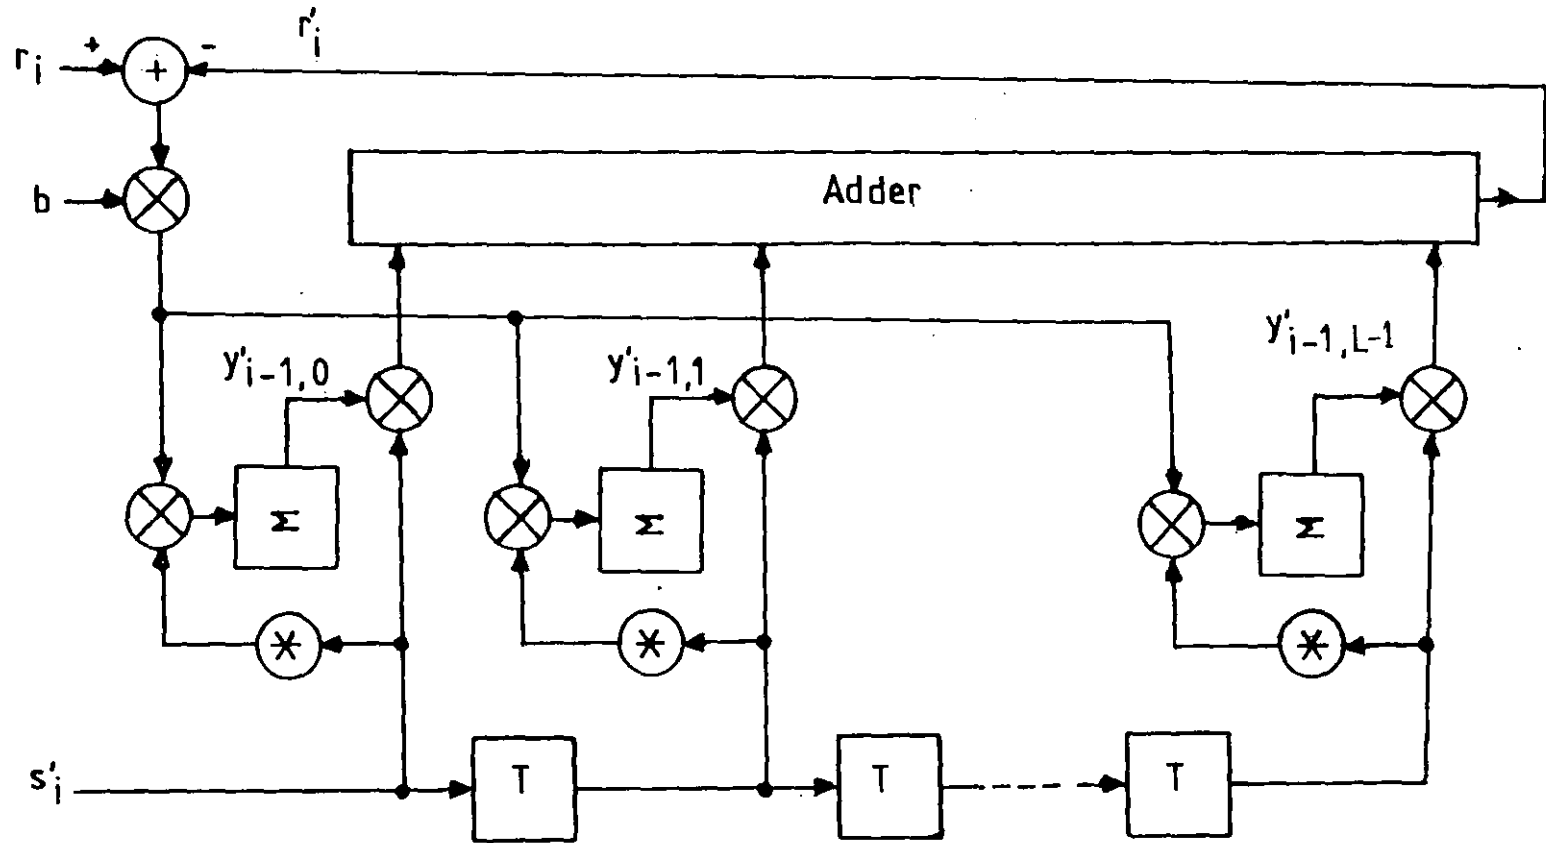 r'i
ri + + -
b
Adder
y'i-1,0
y'i-1,1
y'i-1,L-1
Σ Σ Σ
* * *
s'i T T T